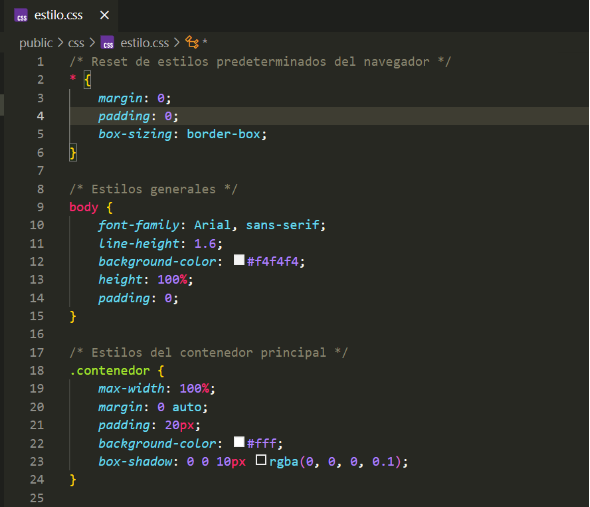 estilo.css ×
public > css > estilo.css > *
1 /* Reset de estilos predeterminados del navegador */
2 * {
3     margin: 0;
4     padding: 0;
5     box-sizing: border-box;
6 }
7
8 /* Estilos generales */
9 body {
10     font-family: Arial, sans-serif;
11     line-height: 1.6;
12     background-color: #f4f4f4;
13     height: 100%;
14     padding: 0;
15 }
16
17 /* Estilos del contenedor principal */
18 .contenedor {
19     max-width: 100%;
20     margin: 0 auto;
21     padding: 20px;
22     background-color: #fff;
23     box-shadow: 0 0 10px rgba(0, 0, 0, 0.1);
24 }
25